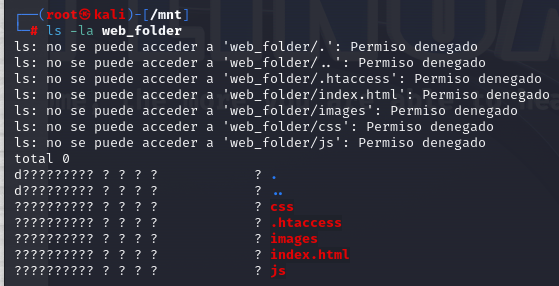 ┌──(root㉿kali)-[/mnt]
└─# ls -la web_folder
ls: no se puede acceder a 'web_folder/.': Permiso denegado
ls: no se puede acceder a 'web_folder/..': Permiso denegado
ls: no se puede acceder a 'web_folder/.htaccess': Permiso denegado
ls: no se puede acceder a 'web_folder/index.html': Permiso denegado
ls: no se puede acceder a 'web_folder/images': Permiso denegado
ls: no se puede acceder a 'web_folder/css': Permiso denegado
ls: no se puede acceder a 'web_folder/js': Permiso denegado
total 0
d????????? ? ? ? ?            ? .
d????????? ? ? ? ?            ? ..
?????????? ? ? ? ?            ? css
?????????? ? ? ? ?            ? .htaccess
?????????? ? ? ? ?            ? images
?????????? ? ? ? ?            ? index.html
?????????? ? ? ? ?            ? js